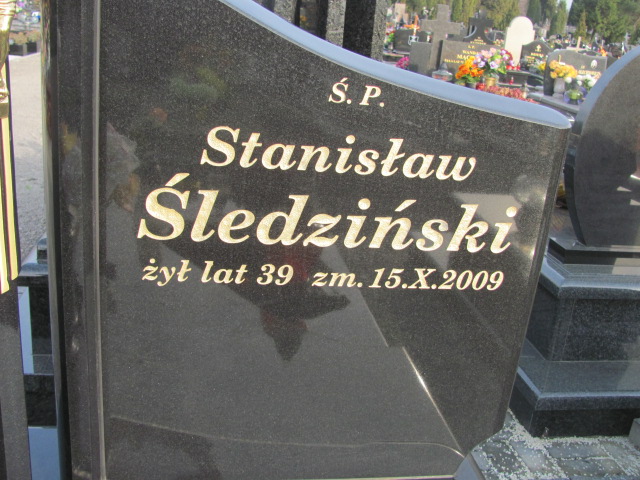 Ś. P.
Stanisław
Śledziński
żył lat 39 zm. 15.X.2009